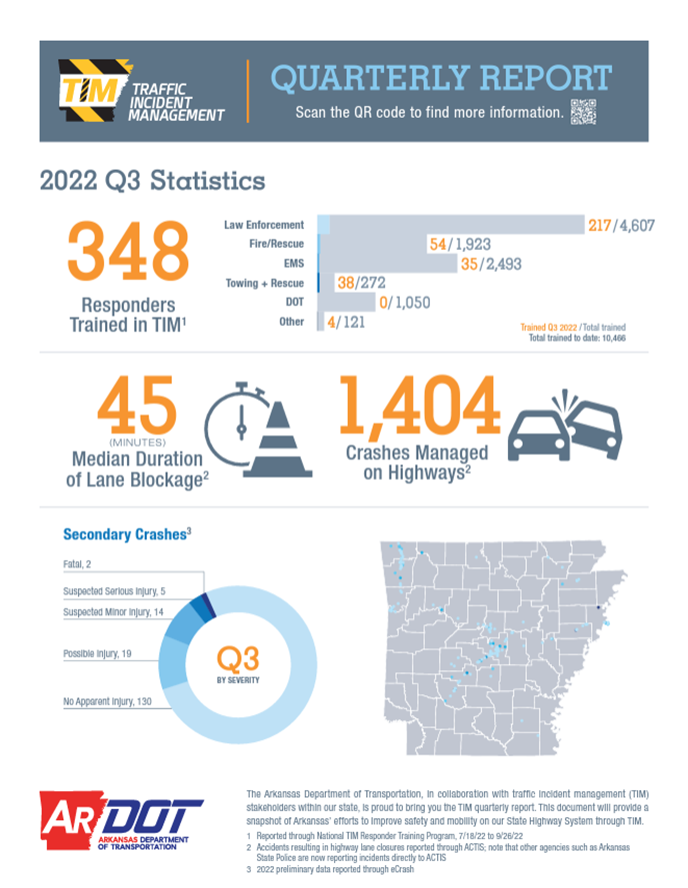 TIM
TRAFFIC
INCIDENT
MANAGEMENT
QUARTERLY REPORT
Scan the QR code to find more information.
2022 Q3 Statistics
348
Responders
Trained in TIM¹
Law Enforcement 217/4,607
Fire/Rescue 54/1,923
EMS 35/2,493
Towing + Rescue 38/272
DOT 0/1,050
Other 4/121
Trained Q3 2022 / Total trained
Total trained to date: 10,466
45
(MINUTES)
Median Duration
of Lane Blockage²
1,404
Crashes Managed
on Highways²
Secondary Crashes³
Fatal, 2
Suspected Serious Injury, 5
Suspected Minor Injury, 14
Possible Injury, 19
No Apparent Injury, 130
Q3
BY SEVERITY
ARDOT
ARKANSAS DEPARTMENT
OF TRANSPORTATION
The Arkansas Department of Transportation, in collaboration with traffic incident management (TIM)
stakeholders within our state, is proud to bring you the TIM quarterly report. This document will provide a
snapshot of Arkansas' efforts to improve safety and mobility on our State Highway System through TIM.
1 Reported through National TIM Responder Training Program, 7/18/22 to 9/26/22
2 Accidents resulting in highway lane closures reported through ACTIS; note that other agencies such as Arkansas
State Police are now reporting incidents directly to ACTIS
3 2022 preliminary data reported through eCrash